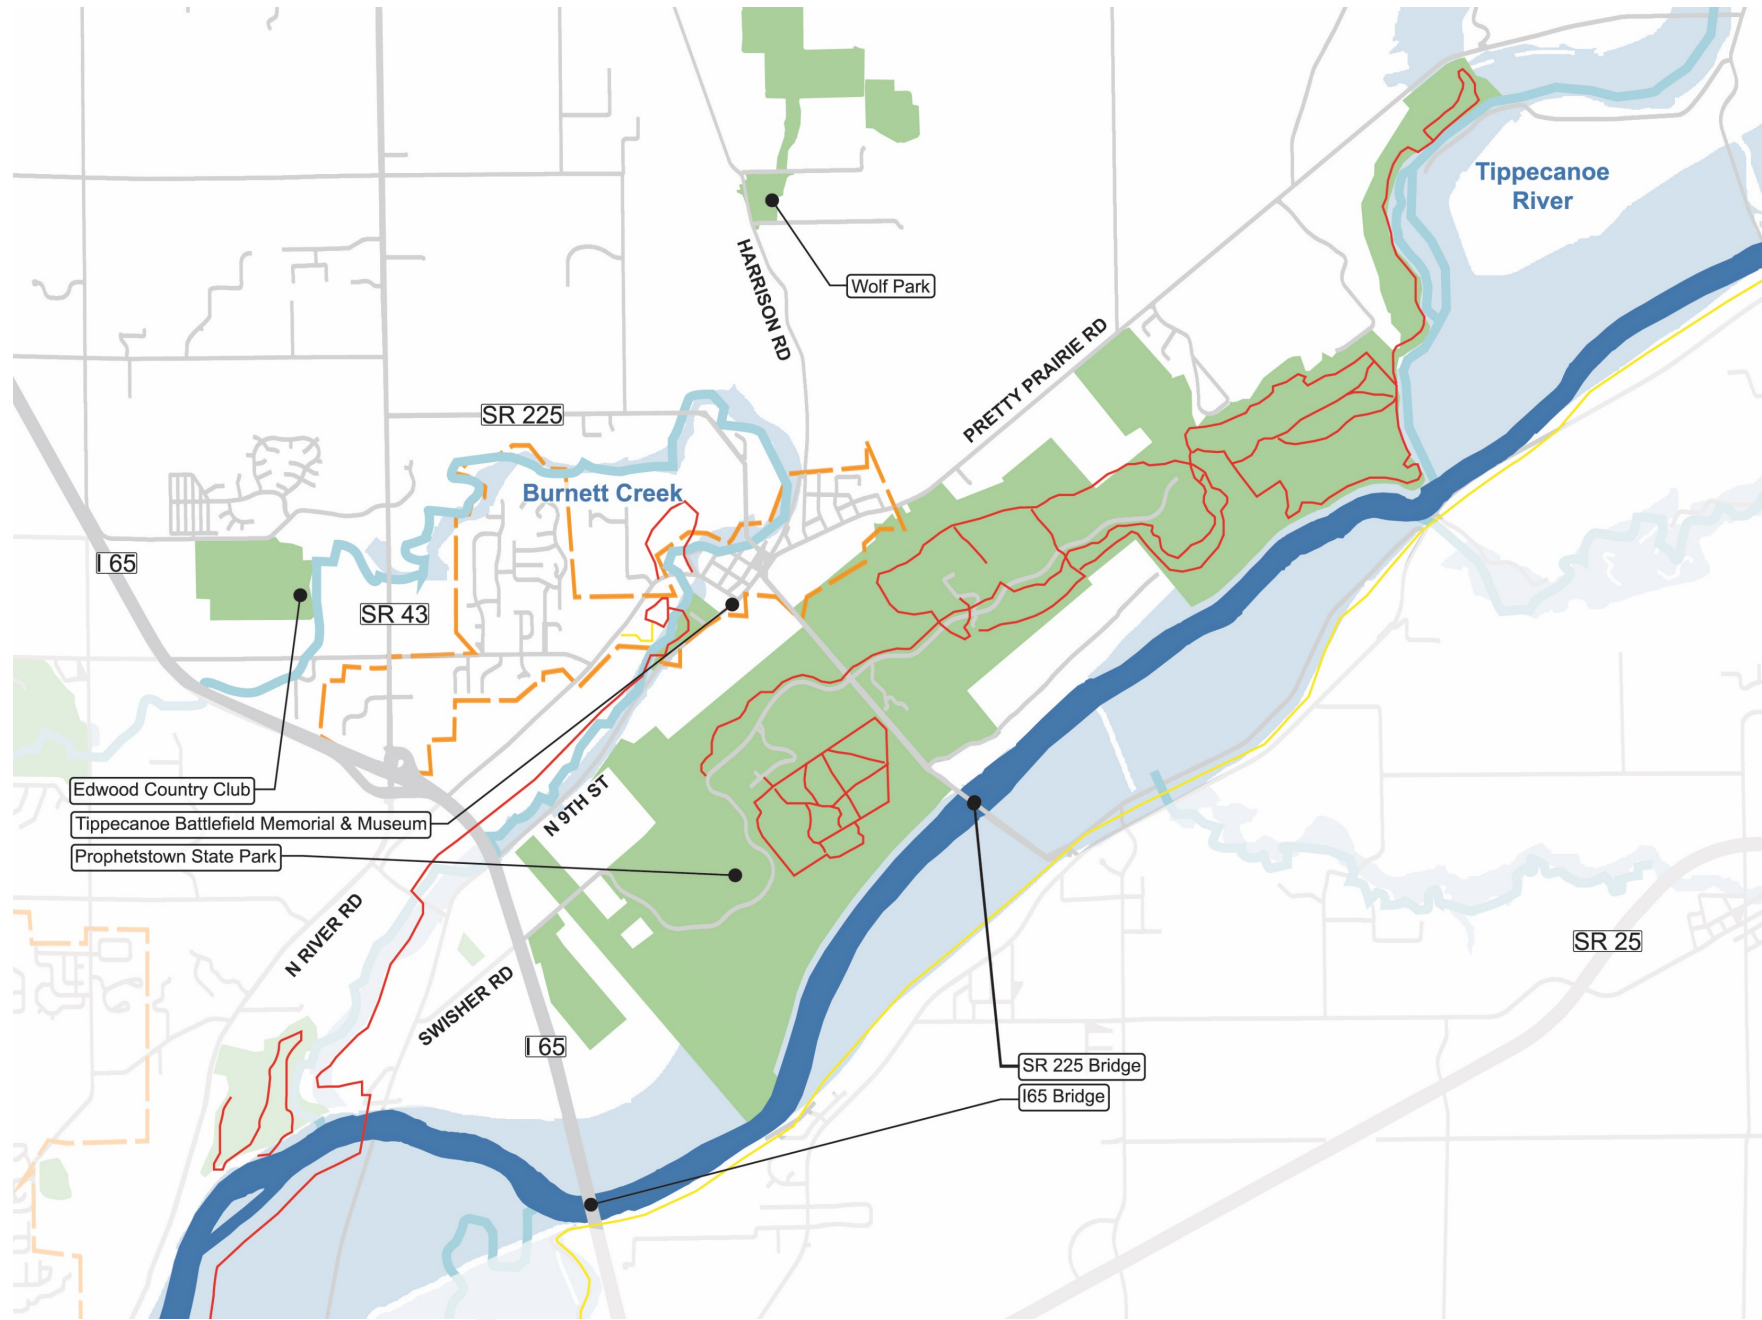 Tippecanoe
River
Wolf Park
HARRISON RD
PRETTY PRAIRIE RD
SR 225
Burnett Creek
I 65
SR 43
Edwood Country Club
Tippecanoe Battlefield Memorial & Museum
Prophetstown State Park
N 9TH ST
N RIVER RD
SWISHER RD
SR 25
I 65
SR 225 Bridge
I65 Bridge